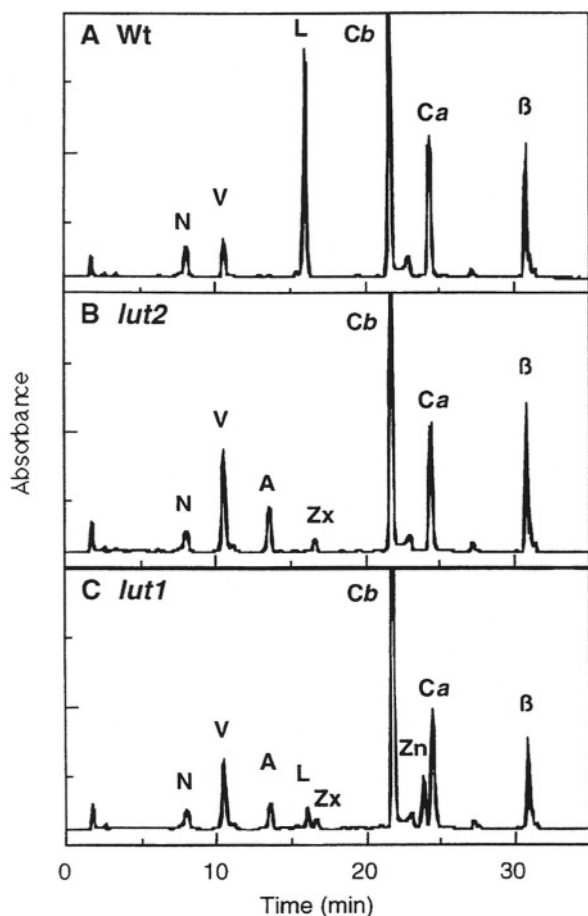 A Wt
L
Cb
Ca
ß
N
V
B lut2
Cb
Ca
ß
V
N
A
Zx
C lut1
Cb
Ca
ß
V
N
A
L
Zx
Zn
Absorbance
0 10 20 30
Time (min)